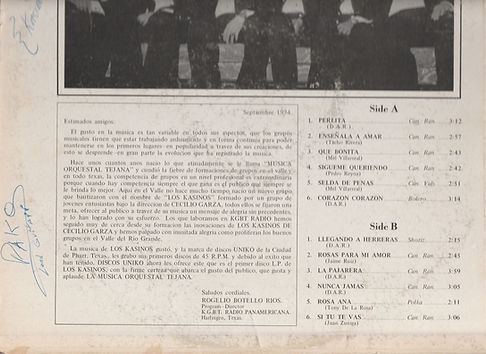 Septiembre 1974.
Estimados amigos:
El gusto en la musica es tan variable en todos sus aspectos, que los grupos
musicales tienen que estar trabajando arduamente y en forma continua para poder
mantenerse en los primeros lugares en popularidad a traves de sus creaciones, de
esto se desprende en gran parte la evolucion que ha registrado la musica.
Hace unos cuantos anos nacio lo que atinadamente se le llama "MUSICA
ORQUESTAL TEJANA" y cundio la fiebre de formaciones de grupos en el valle y
en todo texas, la competencia de grupos en un nivel profesional es extraordinaria
porque cuando hay competencia siempre el que gana es el publico que siempre se
le brinda lo mejor. Aqui en el Valle no hace mucho tiempo nacio un nuevo grupo
que bautizaron con el nombre de "LOS KASINOS" formado por un grupo de
jovenes entusiastas bajo la direccion de CECILIO GARZA, todos ellos se fijaron una
meta, ofrecer al publico a traves de su musica un mensaje de alegria sin precedentes,
y lo han logrado con su esfuerzo. Los que laboramos en KGBT RADIO hemos
seguido muy de cerca desde su formacion las inovaciones de LOS KASINOS DE
CECILIO GARZA y hemos palpado con inusitada alegria como proliferan los buenos
grupos en el Valle del Rio Grande.
La musica de LOS KASINOS gustó, y la marca de discos UNIKO de la Ciudad
de Pharr, Texas, les grabo sus primeros discos de 45 R.P.M. y debido al exito que
han tenido, DISCOS UNIKO ahora les ofrece este que es el primer disco L.P. de
LOS KASINOS, con la firme certeza que abarca el gusto del publico, que gusta y
aplaude LA MUSICA ORQUESTAL TEJANA.
Saludos cordiales.
ROGELIO BOTELLO RIOS.
Program - Director
K.G.B.T. RADIO PANAMERICANA.
Harlingen, Texas.
Side A
1. PERLITA Can. Ran. 3:12
(D.A.R.)
2. ENSEÑALA A AMAR Can. Ran. 2:57
3. QUE BONITA Can. Ran. 2:43
(Mel Villarreal)
4. SIGUEME QUERIENDO Can. Ran. 2:42
(Pedro Reyna)
5. SELDA DE PENAS Can. Vals 2:51
(Mel Villarreal)
6. CORAZON CORAZON Bolero 3:14
(D.A.R.)
Side B
1. LLEGANDO A HERRERAS Shotiz 2:15
(D.A.R.)
2. ROSAS PARA MI AMOR Can. Ran. 2:45
(Jaime Ruiz)
3. LA PAJARERA Can. Ran. 3:59
(D.A.R.)
4. NUNCA JAMAS Can. Ran. 3:05
(D.A.R.)
5. ROSA ANA Polka 2:11
(Tony De La Rosa)
6. SI TU TE VAS Can. Ran. 3:06
(Juan Zuniga)
PAKO